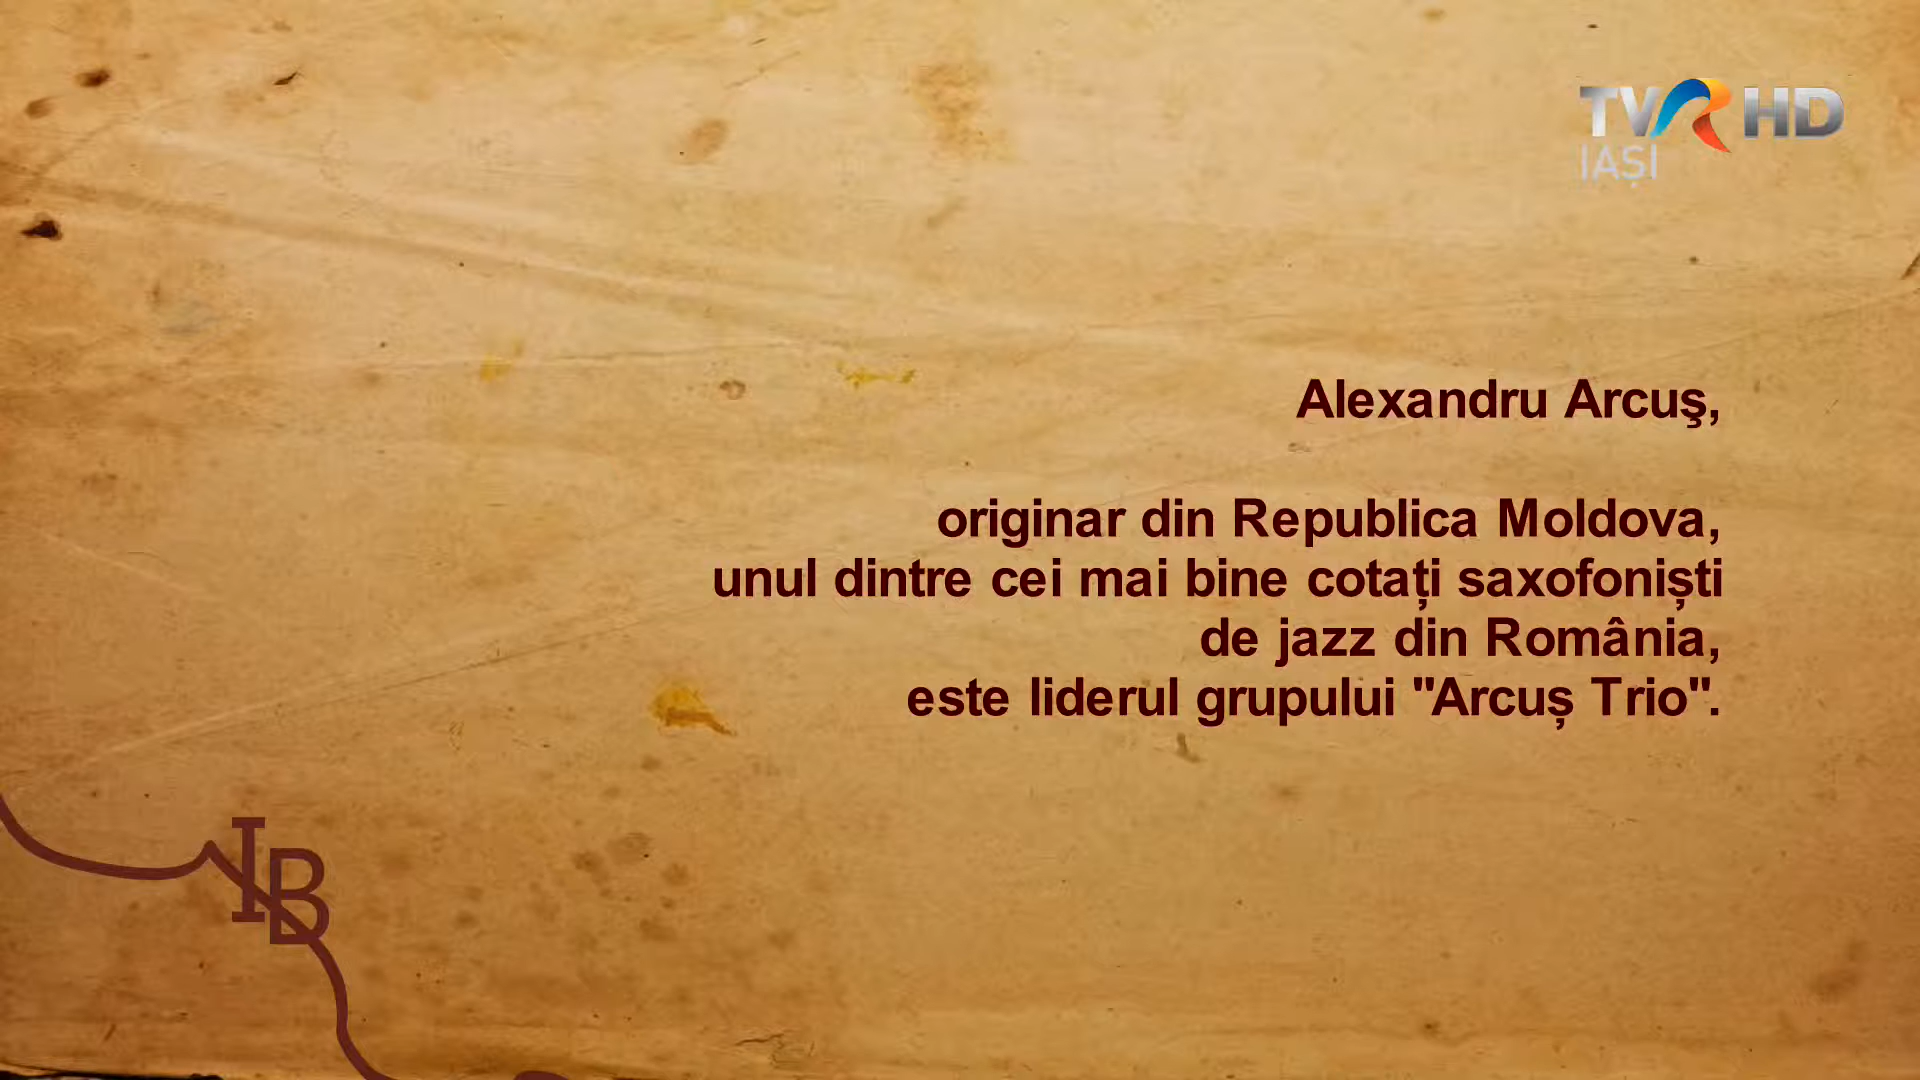 TVR HD
IAȘI
Alexandru Arcuş,
originar din Republica Moldova,
unul dintre cei mai bine cotați saxofoniști
de jazz din România,
este liderul grupului "Arcuș Trio".
IB